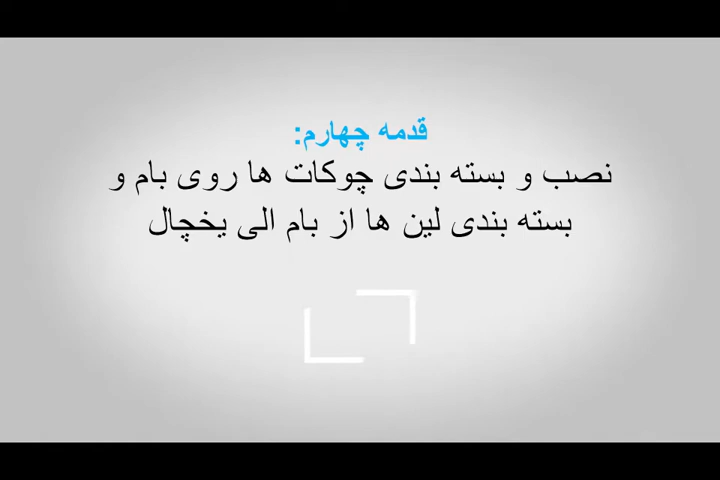 قدمه چهارم:
نصب و بسته بندی چوکات ها روی بام و
بسته بندی لین ها از بام الی یخچال